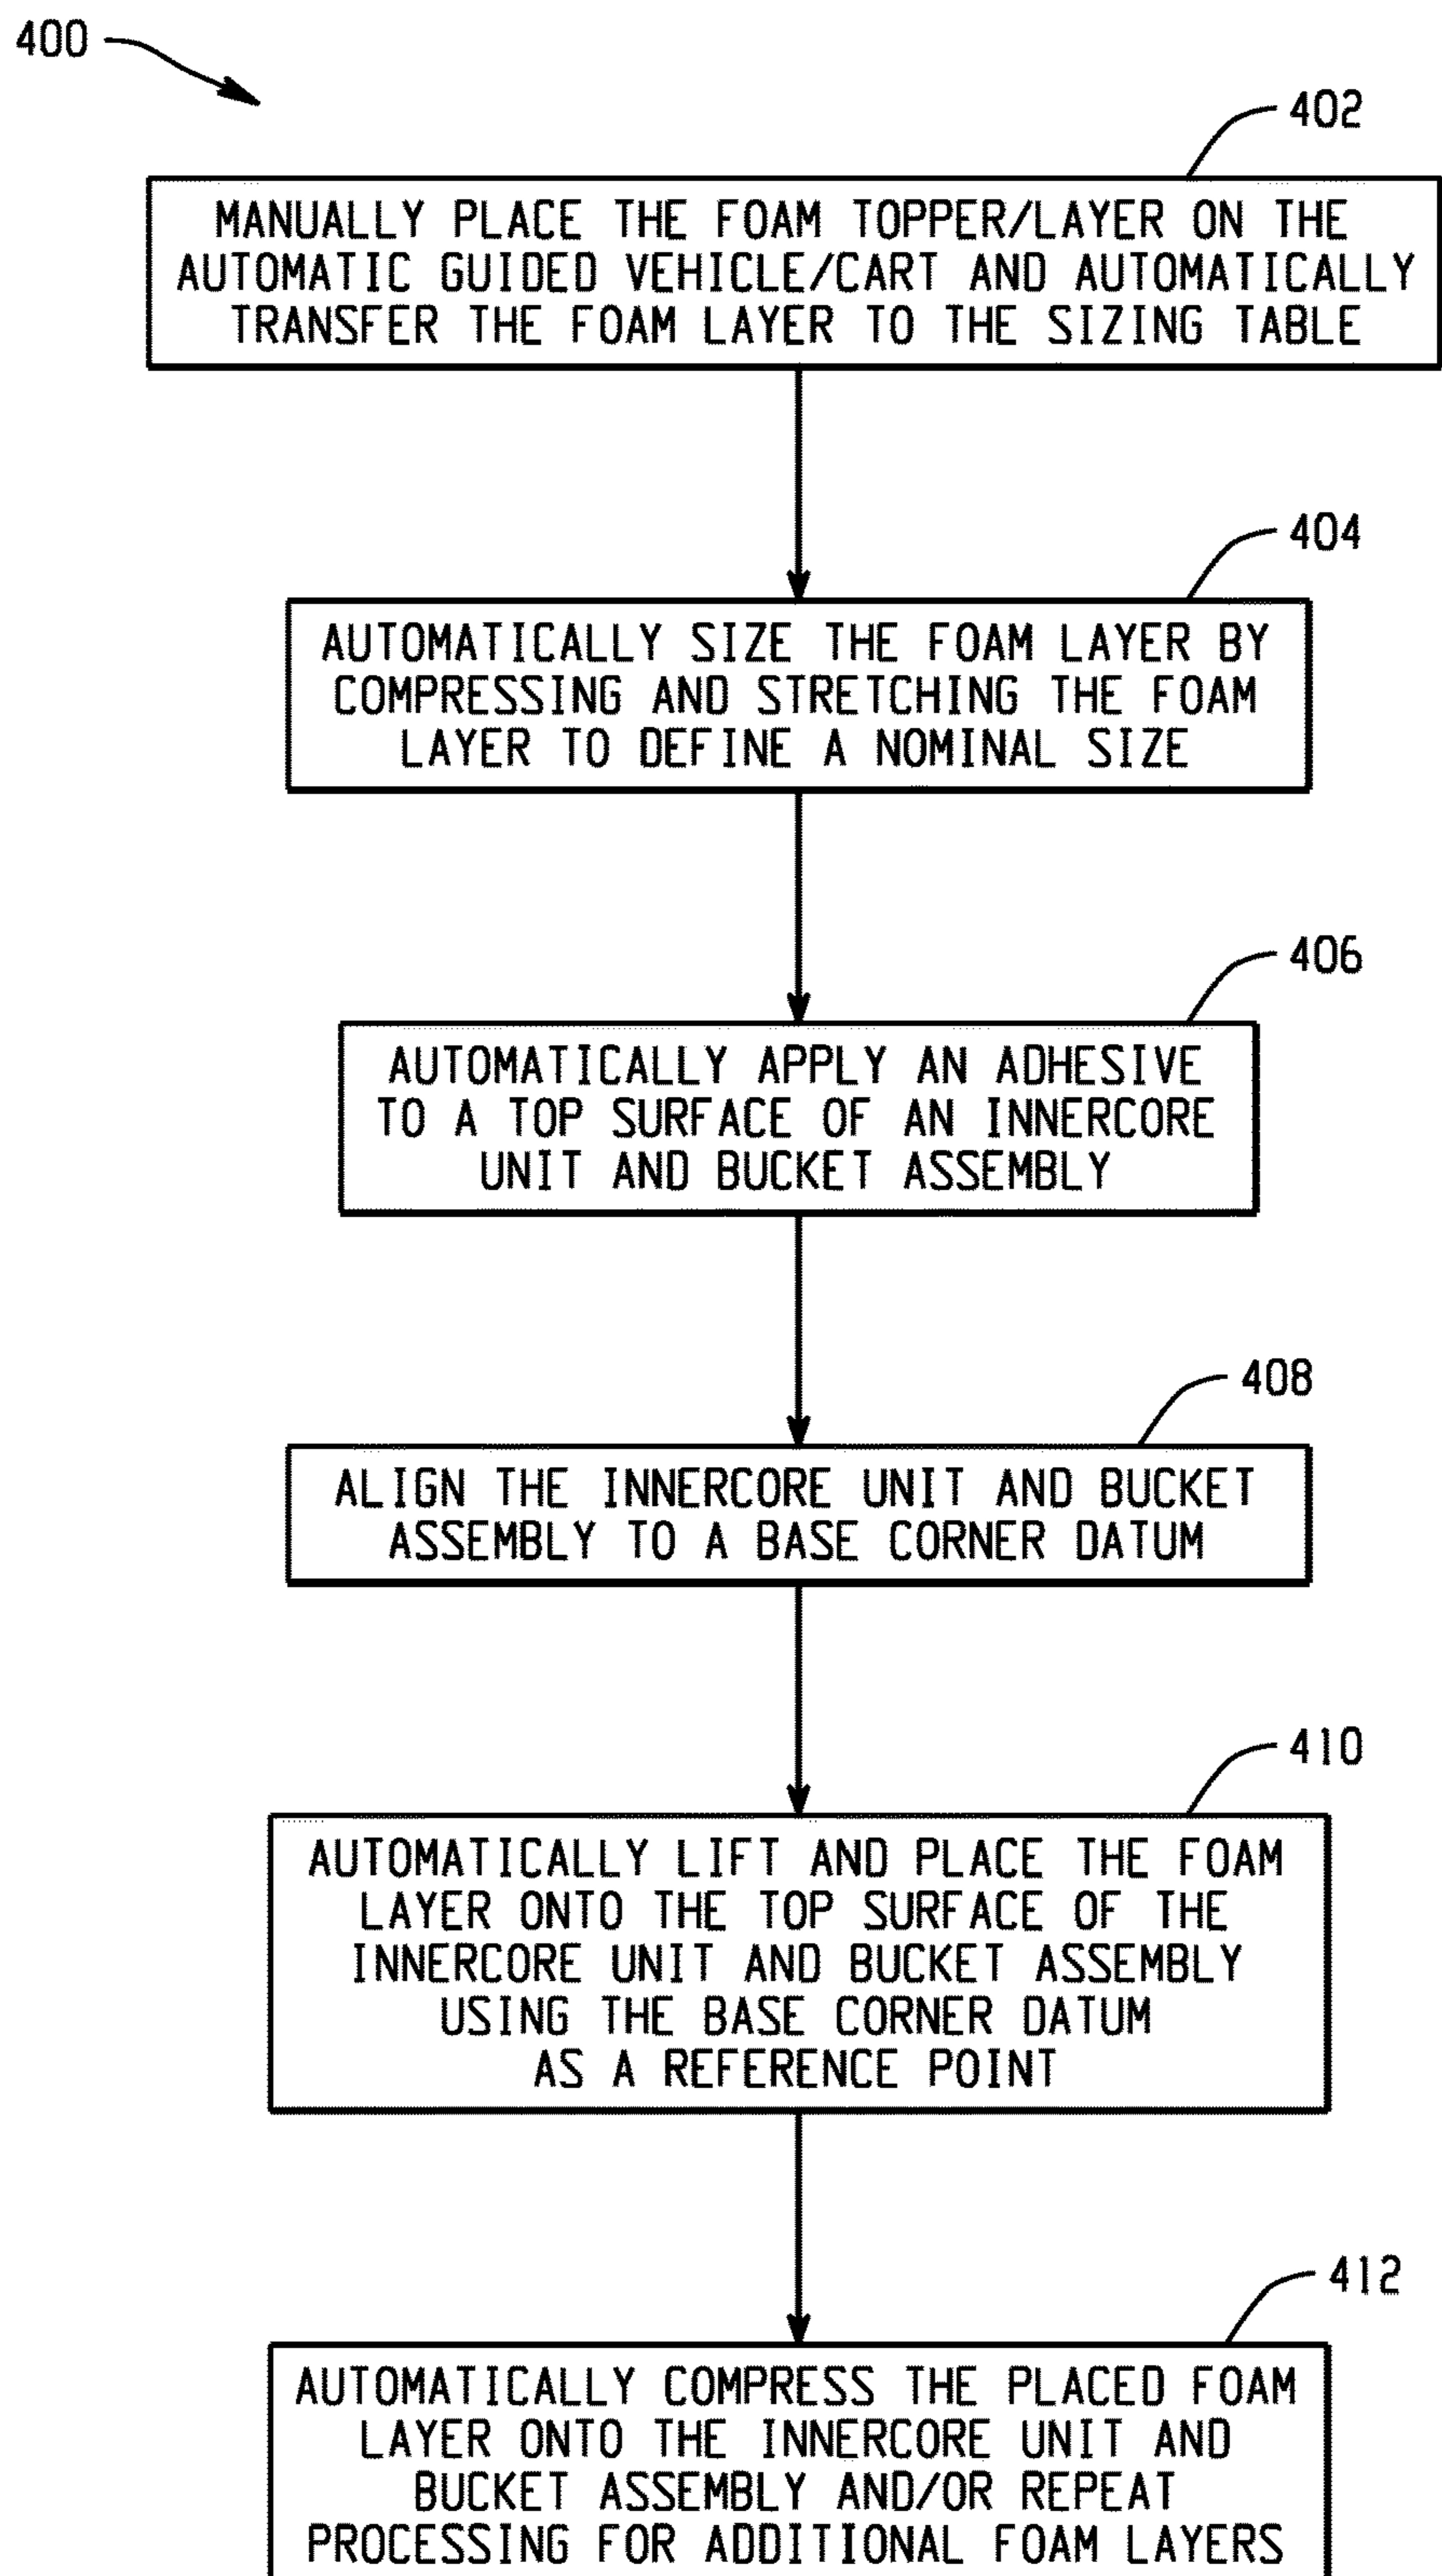 400
402
MANUALLY PLACE THE FOAM TOPPER/LAYER ON THE
AUTOMATIC GUIDED VEHICLE/CART AND AUTOMATICALLY
TRANSFER THE FOAM LAYER TO THE SIZING TABLE
404
AUTOMATICALLY SIZE THE FOAM LAYER BY
COMPRESSING AND STRETCHING THE FOAM
LAYER TO DEFINE A NOMINAL SIZE
406
AUTOMATICALLY APPLY AN ADHESIVE
TO A TOP SURFACE OF AN INNERCORE
UNIT AND BUCKET ASSEMBLY
408
ALIGN THE INNERCORE UNIT AND BUCKET
ASSEMBLY TO A BASE CORNER DATUM
410
AUTOMATICALLY LIFT AND PLACE THE FOAM
LAYER ONTO THE TOP SURFACE OF THE
INNERCORE UNIT AND BUCKET ASSEMBLY
USING THE BASE CORNER DATUM
AS A REFERENCE POINT
412
AUTOMATICALLY COMPRESS THE PLACED FOAM
LAYER ONTO THE INNERCORE UNIT AND
BUCKET ASSEMBLY AND/OR REPEAT
PROCESSING FOR ADDITIONAL FOAM LAYERS